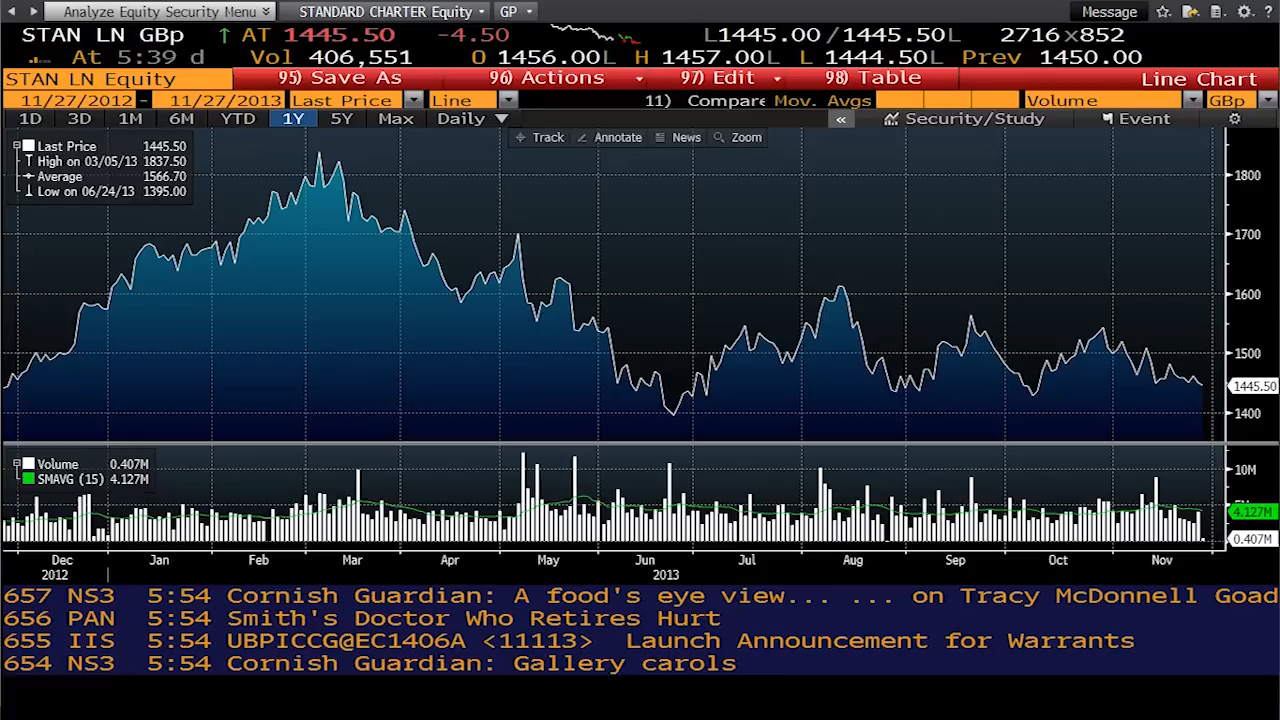 Analyze Equity Security Menu STANDARD CHARTER Equity GP Message ?
STAN LN GBp ↑ AT 1445.50 -4.50 L1445.00 /1445.50L 2716x852
At 5:39 d Vol 406,551 O 1456.00L H 1457.00L L 1444.50L Prev 1450.00
STAN LN Equity 95) Save As 96) Actions 97) Edit 98) Table Line Chart
11/27/2012 - 11/27/2013 Last Price Line 11) Compare Mov. Avgs Volume GBp
1D 3D 1M 6M YTD 1Y 5Y Max Daily ▼ « Security/Study Event
Track Annotate News Zoom
Last Price 1445.50
High on 03/05/13 1837.50
Average 1566.70
Low on 06/24/13 1395.00
1800
1700
1600
1500
1445.50
1400
Volume 0.407M
SMAVG (15) 4.127M
10M
4.127M
0.407M
Dec Jan Feb Mar Apr May Jun Jul Aug Sep Oct Nov
2012 2013
657 NS3 5:54 Cornish Guardian: A food's eye view... ... on Tracy McDonnell Goad
656 PAN 5:54 Smith's Doctor Who Retires Hurt
655 IIS 5:54 UBPICCG@EC1406A <11113> Launch Announcement for Warrants
654 NS3 5:54 Cornish Guardian: Gallery carols